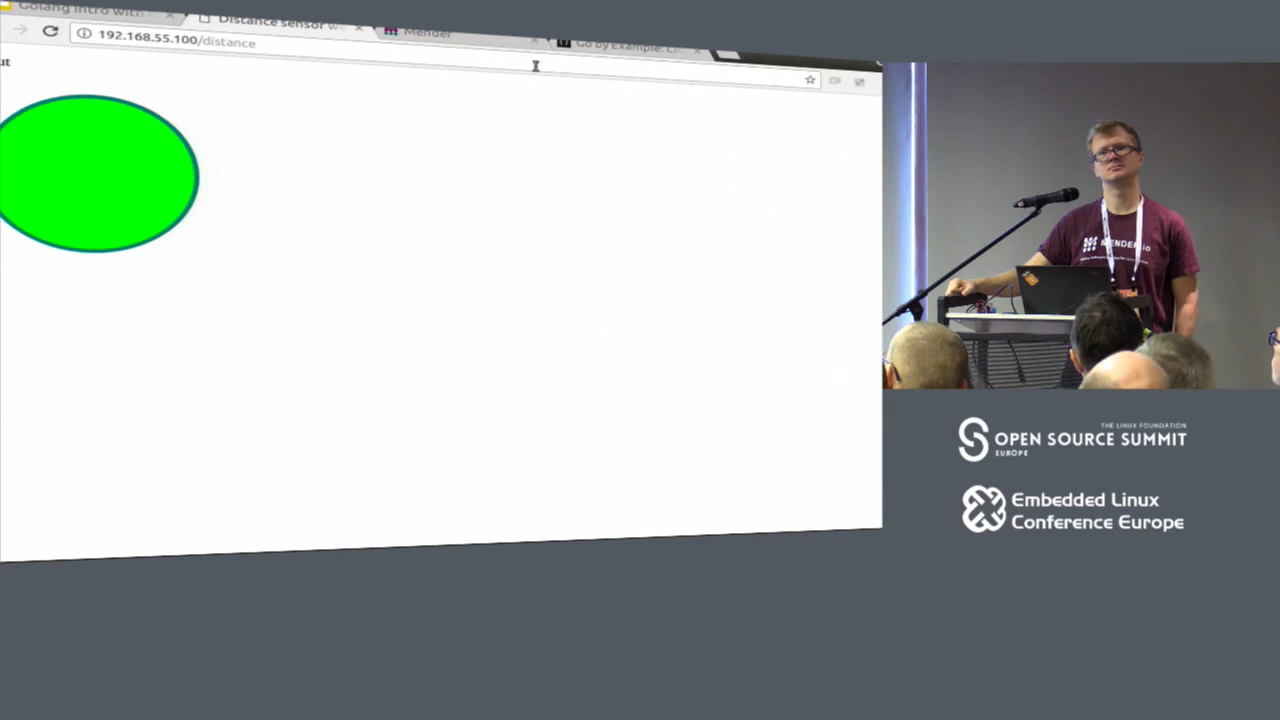 Golang intro with
Distance sensor w
Mender
Go by Example:
192.168.55.100/distance
ut
MENDER.io
THE LINUX FOUNDATION
OPEN SOURCE SUMMIT
EUROPE
Embedded Linux
Conference Europe